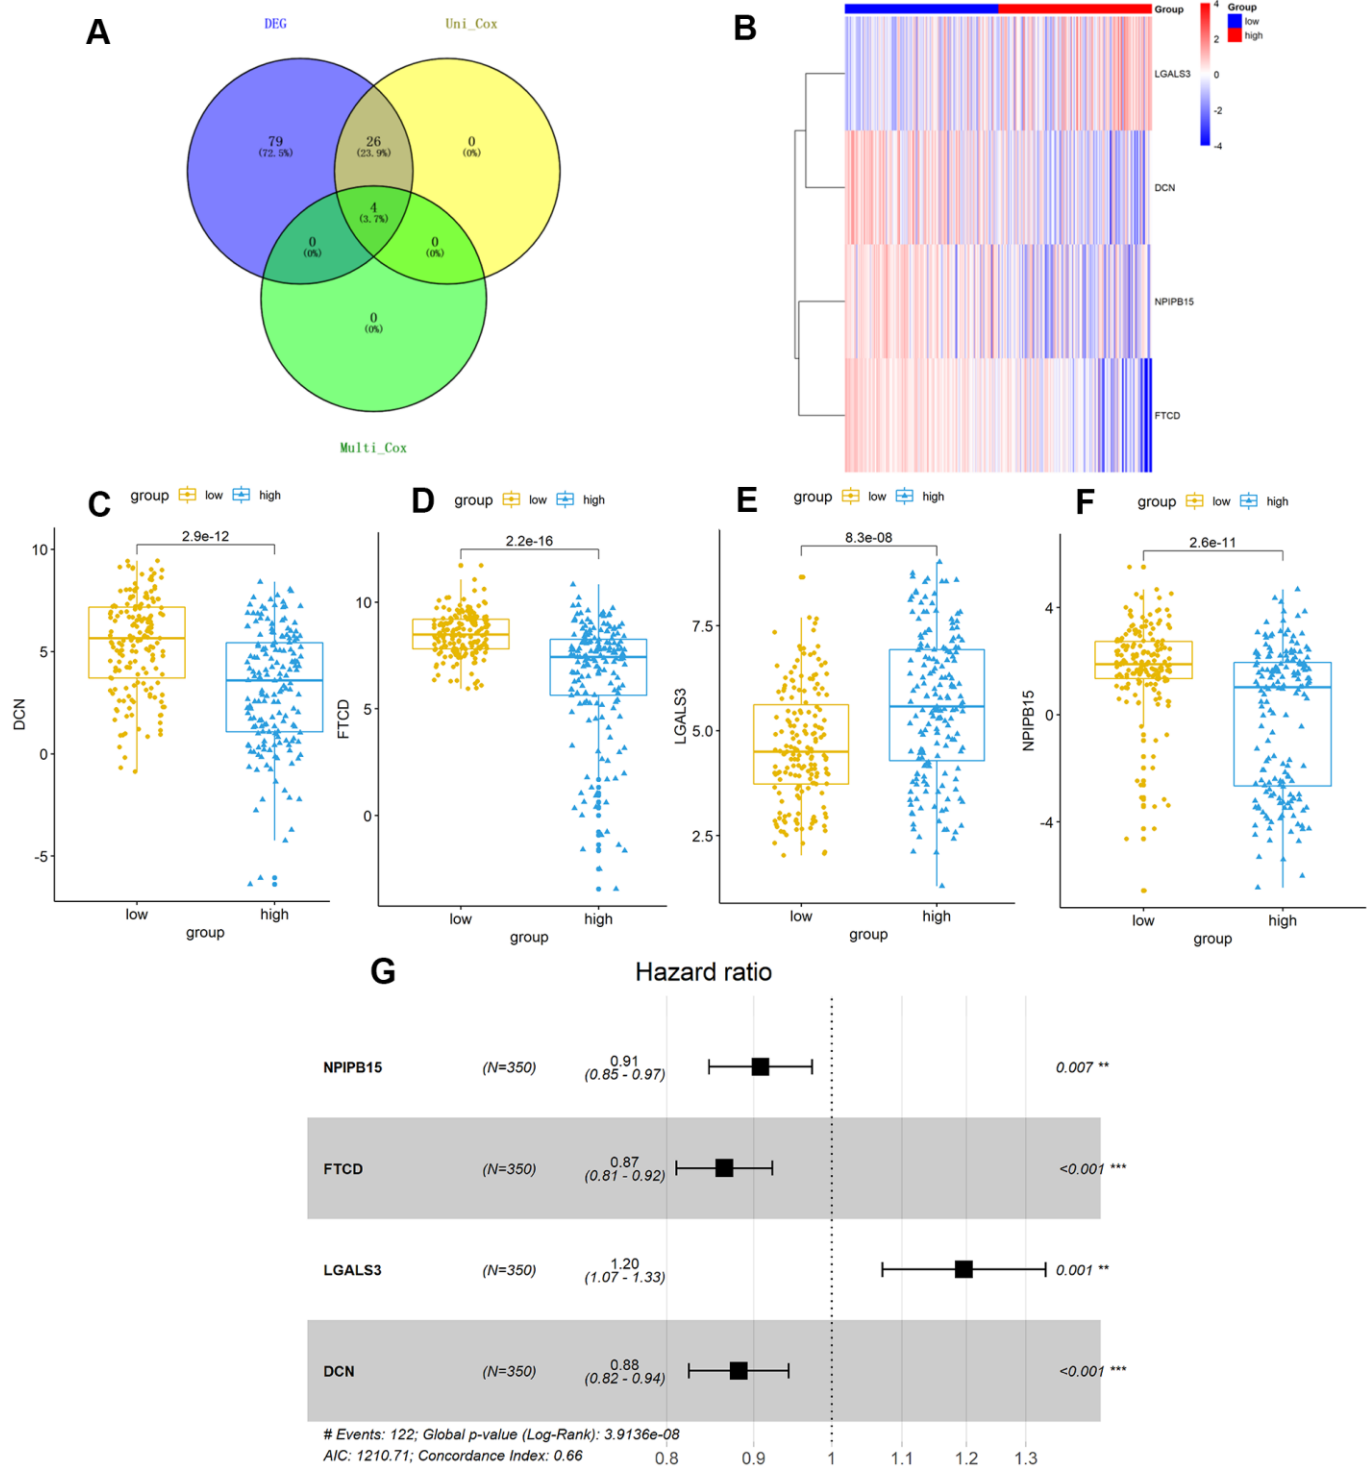 A
DEG
Uni_Cox
79
(72.5%)
26
(23.9%)
0
(0%)
4
(3.7%)
0
(0%)
0
(0%)
0
(0%)
Multi_Cox
B
Group
LGALS3
DCN
NPIPB15
FTCD
4
2
0
-2
-4
Group
low
high
C
group low high
2.9e-12
DCN
10
5
0
-5
low high
group
D
group low high
2.2e-16
FTCD
10
5
0
low high
group
E
group low high
8.3e-08
LGALS3
7.5
5.0
2.5
low high
group
F
group low high
2.6e-11
NPIPB15
4
0
-4
low high
group
G
Hazard ratio
NPIPB15 (N=350) 0.91 0.007 **
(0.85 - 0.97)
FTCD (N=350) 0.87 <0.001 ***
(0.81 - 0.92)
LGALS3 (N=350) 1.20 0.001 **
(1.07 - 1.33)
DCN (N=350) 0.88 <0.001 ***
(0.82 - 0.94)
# Events: 122; Global p-value (Log-Rank): 3.9136e-08
AIC: 1210.71; Concordance Index: 0.66
0.8 0.9 1 1.1 1.2 1.3